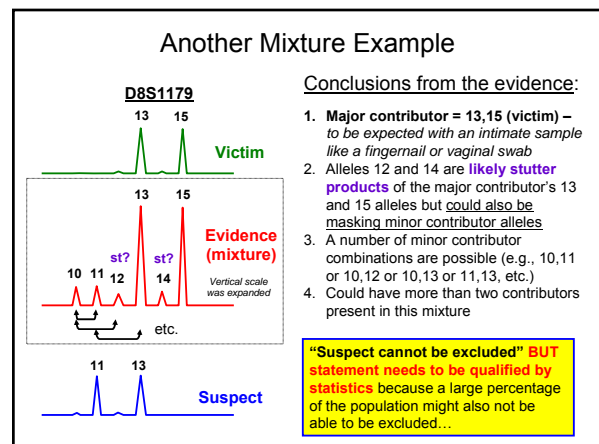 Another Mixture Example
D8S1179
13 15
Victim
13 15
Evidence
(mixture)
Vertical scale
was expanded
st? st?
10 11 12 14
etc.
11 13
Suspect
Conclusions from the evidence:
1. Major contributor = 13,15 (victim) –
to be expected with an intimate sample
like a fingernail or vaginal swab
2. Alleles 12 and 14 are likely stutter
products of the major contributor's 13
and 15 alleles but could also be
masking minor contributor alleles
3. A number of minor contributor
combinations are possible (e.g., 10,11
or 10,12 or 10,13 or 11,13, etc.)
4. Could have more than two contributors
present in this mixture
“Suspect cannot be excluded” BUT
statement needs to be qualified by
statistics because a large percentage
of the population might also not be
able to be excluded…